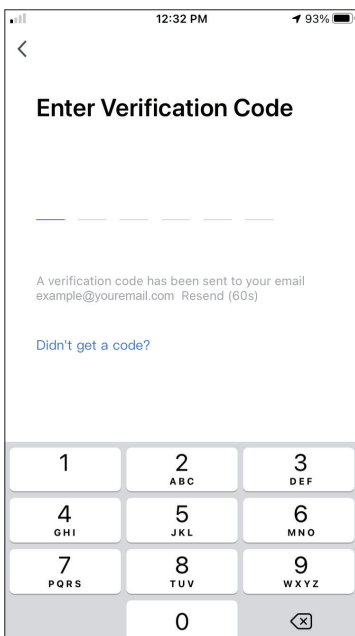 12:32 PM 93%
Enter Verification Code
A verification code has been sent to your email
example@youremail.com Resend (60s)
Didn't get a code?
1 2 3
ABC DEF
4 5 6
GHI JKL MNO
7 8 9
PQRS TUV WXYZ
0